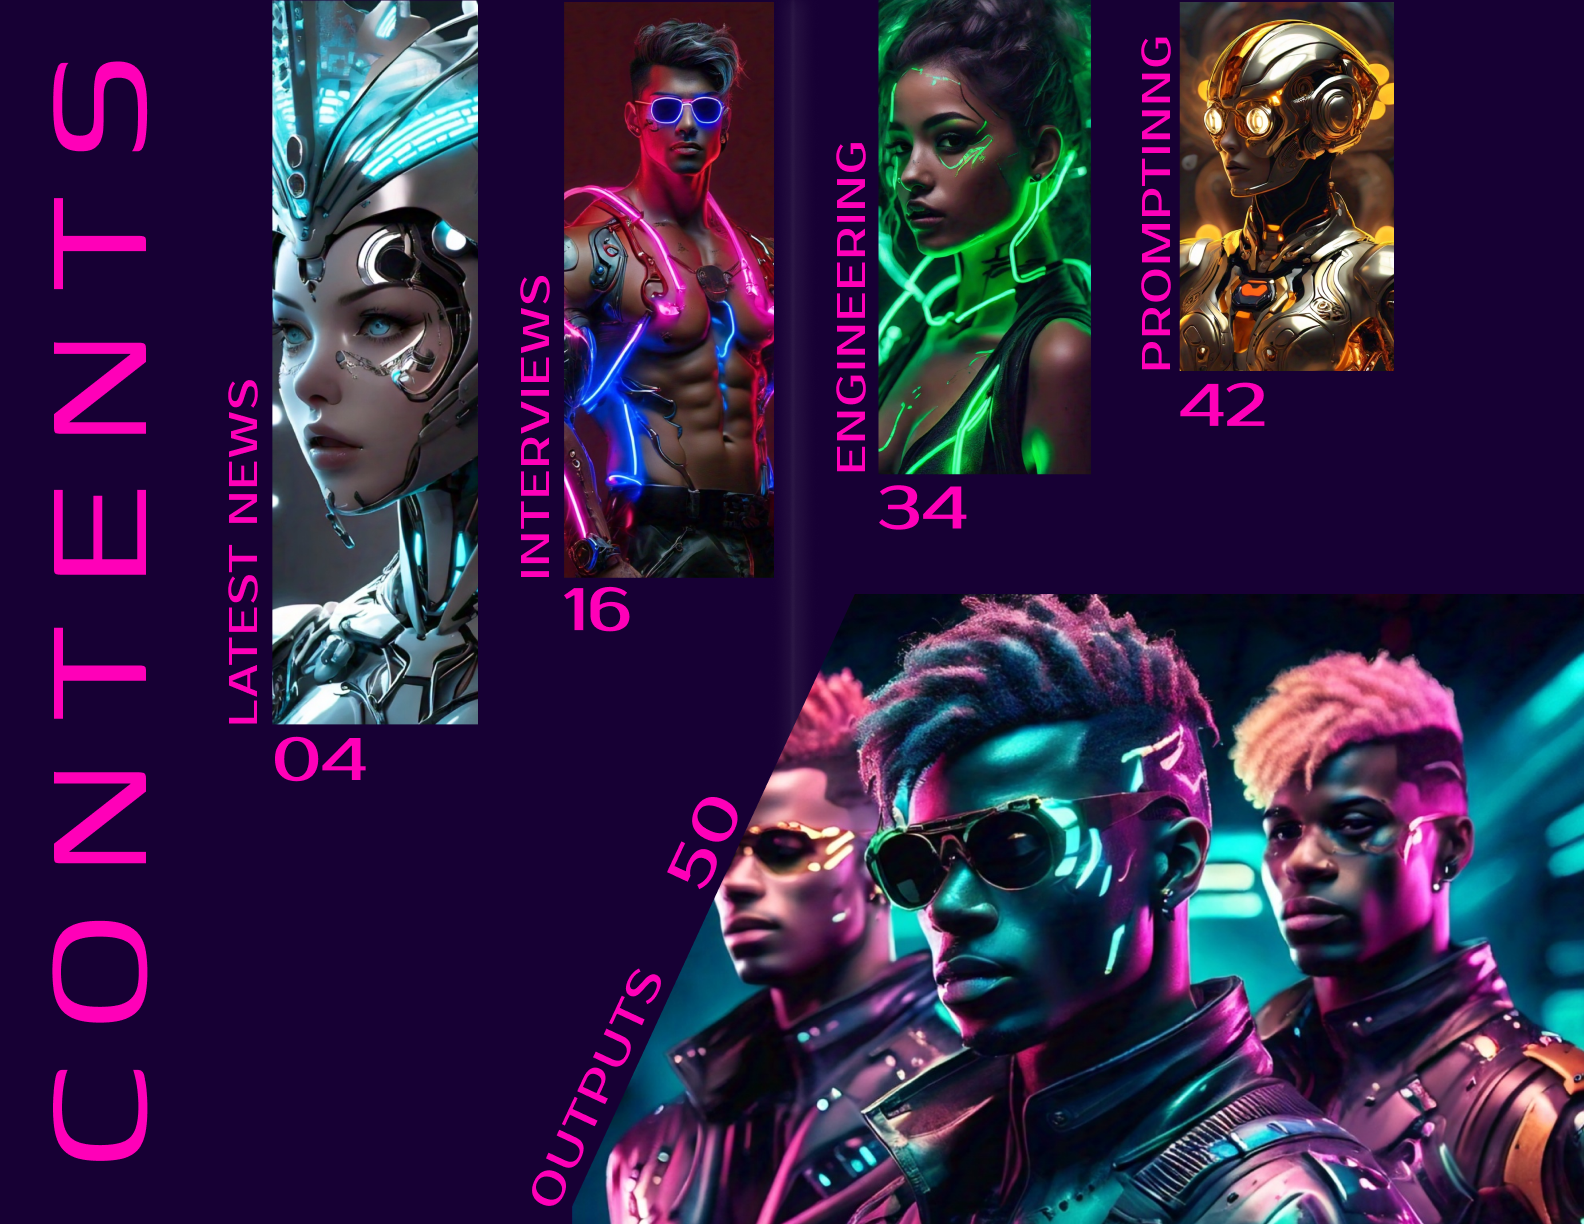 CONTENTS
LATEST NEWS
04
INTERVIEWS
16
ENGINEERING
34
PROMPTINNG
42
OUTPUTS
50